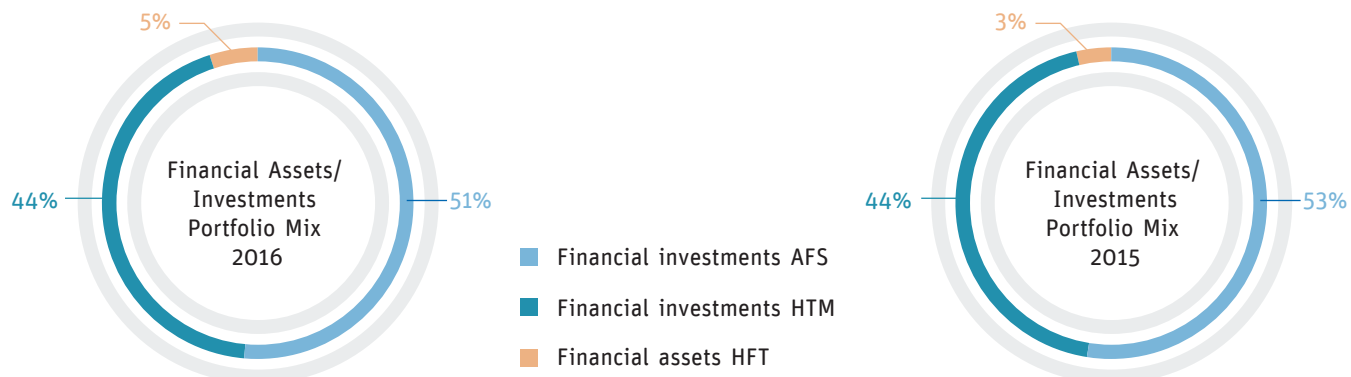 5%
44%
51%
Financial Assets/
Investments
Portfolio Mix
2016
Financial investments AFS
Financial investments HTM
Financial assets HFT
3%
44%
53%
Financial Assets/
Investments
Portfolio Mix
2015